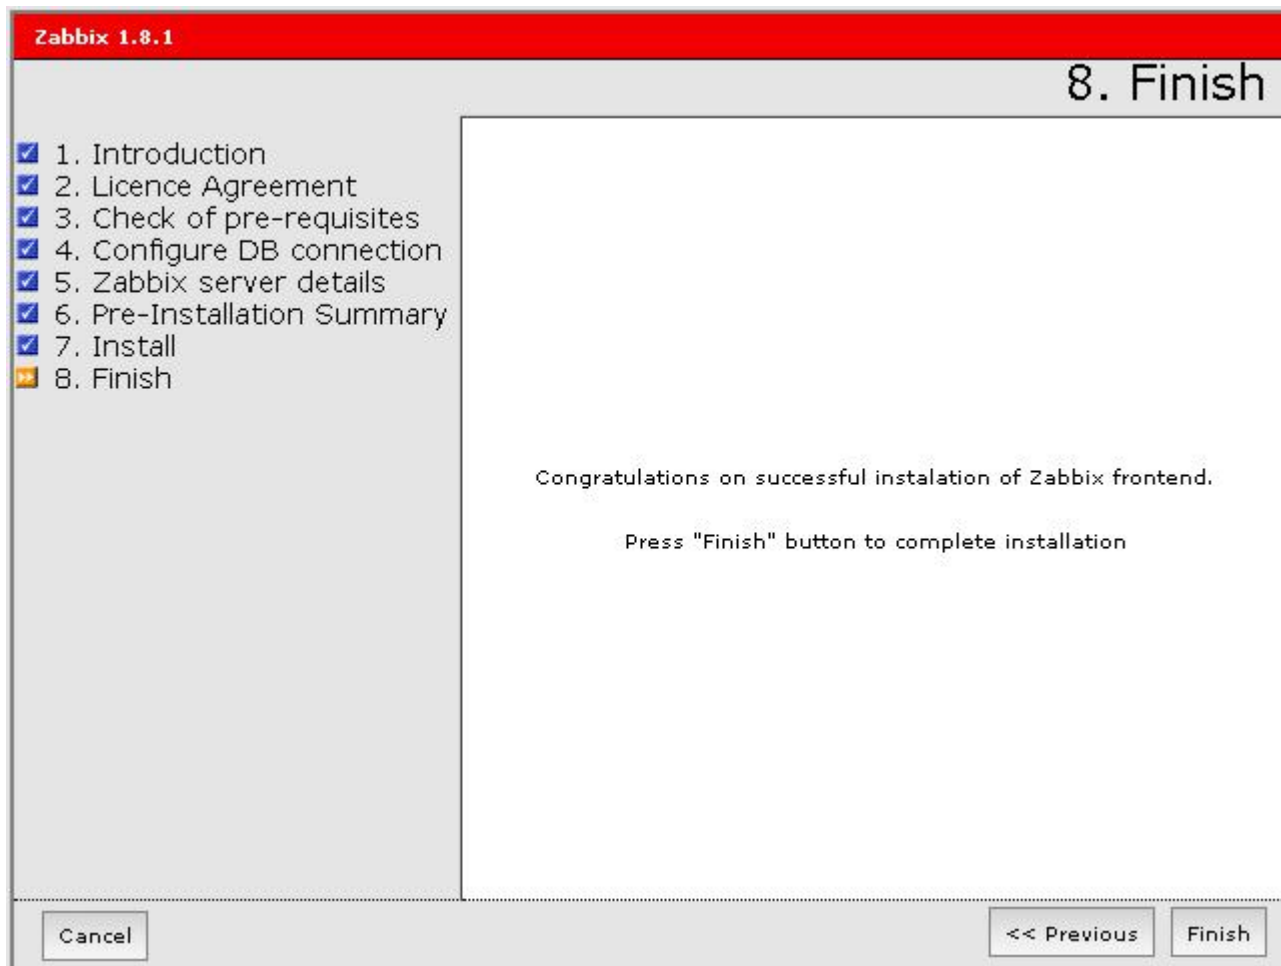 Zabbix 1.8.1
8. Finish
1. Introduction
2. Licence Agreement
3. Check of pre-requisites
4. Configure DB connection
5. Zabbix server details
6. Pre-Installation Summary
7. Install
8. Finish
Congratulations on successful instalation of Zabbix frontend.
Press "Finish" button to complete installation
Cancel
<< Previous
Finish